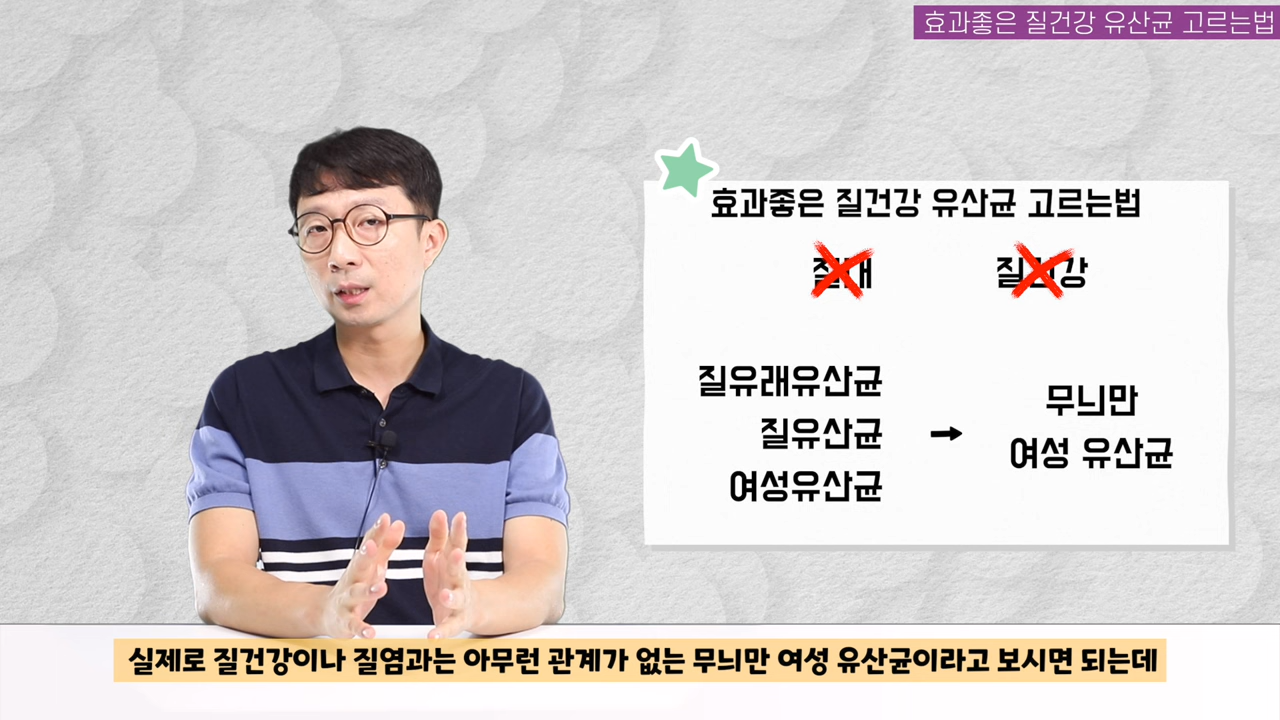 효과좋은 질건강 유산균 고르는법
효과좋은 질건강 유산균 고르는법
질건강
질유래유산균
질유산균
여성유산균
무늬만
여성 유산균
실제로 질건강이나 질염과는 아무런 관계가 없는 무늬만 여성 유산균이라고 보시면 되는데